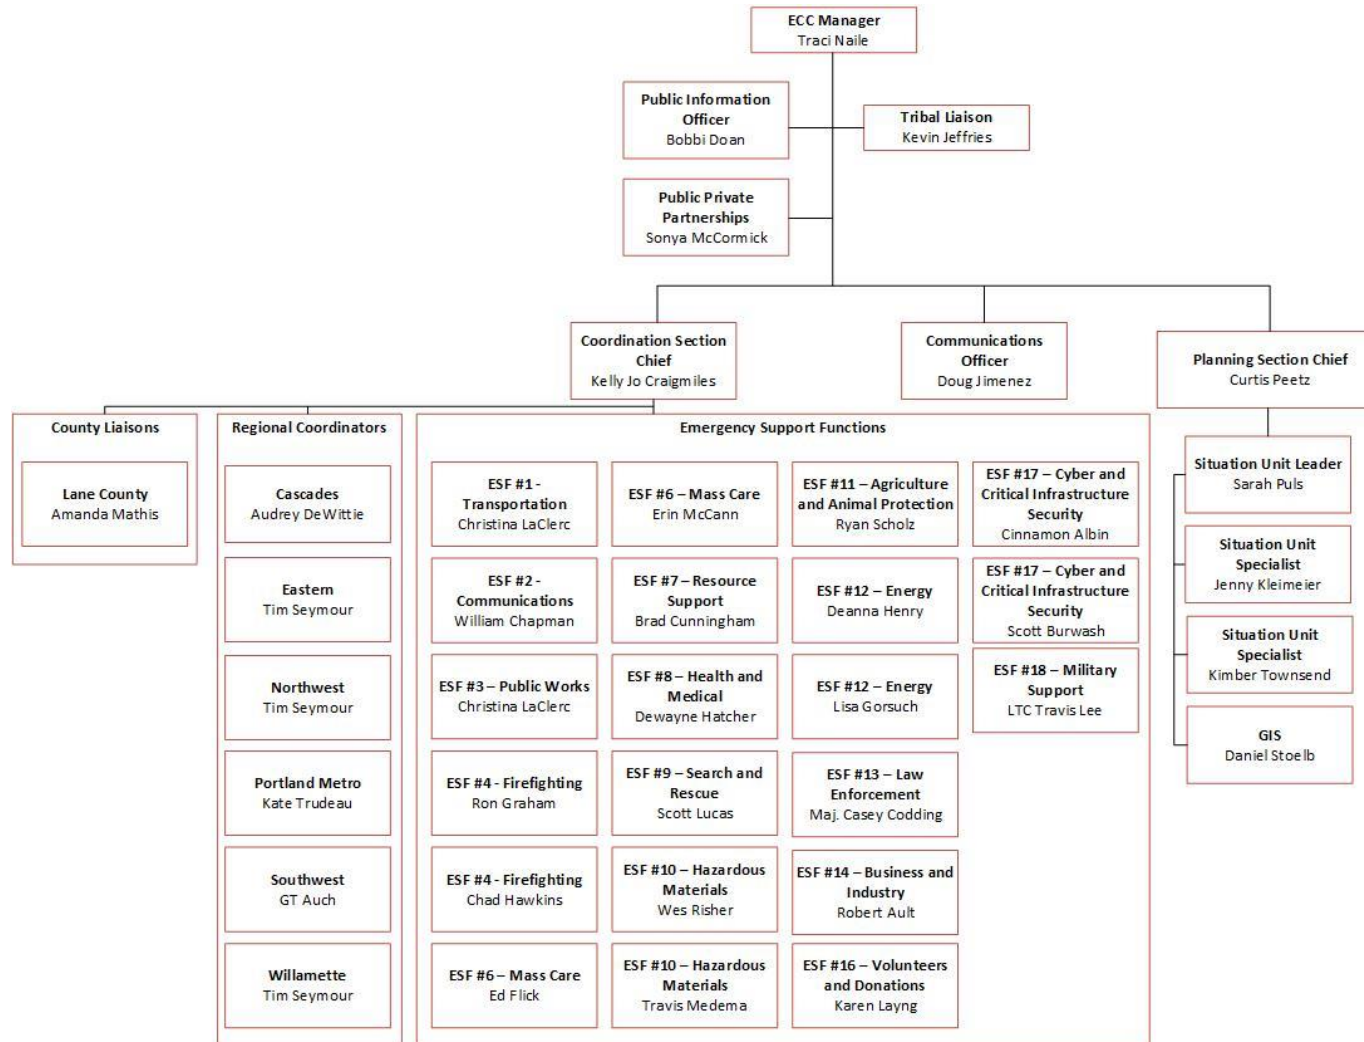 ECC Manager
Traci Naile
Public Information
Officer
Bobbi Doan
Tribal Liaison
Kevin Jeffries
Public Private
Partnerships
Sonya McCormick
Coordination Section
Chief
Kelly Jo Craigmiles
Communications
Officer
Doug Jimenez
Planning Section Chief
Curtis Peetz
County Liaisons
Lane County
Amanda Mathis
Regional Coordinators
Cascades
Audrey DeWittie
Eastern
Tim Seymour
Northwest
Tim Seymour
Portland Metro
Kate Trudeau
Southwest
GT Auch
Willamette
Tim Seymour
Emergency Support Functions
ESF #1 -
Transportation
Christina LaClerc
ESF #2 -
Communications
William Chapman
ESF #3 – Public Works
Christina LaClerc
ESF #4 - Firefighting
Ron Graham
ESF #4 - Firefighting
Chad Hawkins
ESF #6 – Mass Care
Ed Flick
ESF #6 – Mass Care
Erin McCann
ESF #7 – Resource
Support
Brad Cunningham
ESF #8 – Health and
Medical
Dewayne Hatcher
ESF #9 – Search and
Rescue
Scott Lucas
ESF #10 – Hazardous
Materials
Wes Risher
ESF #10 – Hazardous
Materials
Travis Medema
ESF #11 – Agriculture
and Animal Protection
Ryan Scholz
ESF #12 – Energy
Deanna Henry
ESF #12 – Energy
Lisa Gorsuch
ESF #13 – Law
Enforcement
Maj. Casey Codding
ESF #14 – Business and
Industry
Robert Ault
ESF #16 – Volunteers
and Donations
Karen Layng
ESF #17 – Cyber and
Critical Infrastructure
Security
Cinnamon Albin
ESF #17 – Cyber and
Critical Infrastructure
Security
Scott Burwash
ESF #18 – Military
Support
LTC Travis Lee
Situation Unit Leader
Sarah Puls
Situation Unit
Specialist
Jenny Kleimeier
Situation Unit
Specialist
Kimber Townsend
GIS
Daniel Stoelb